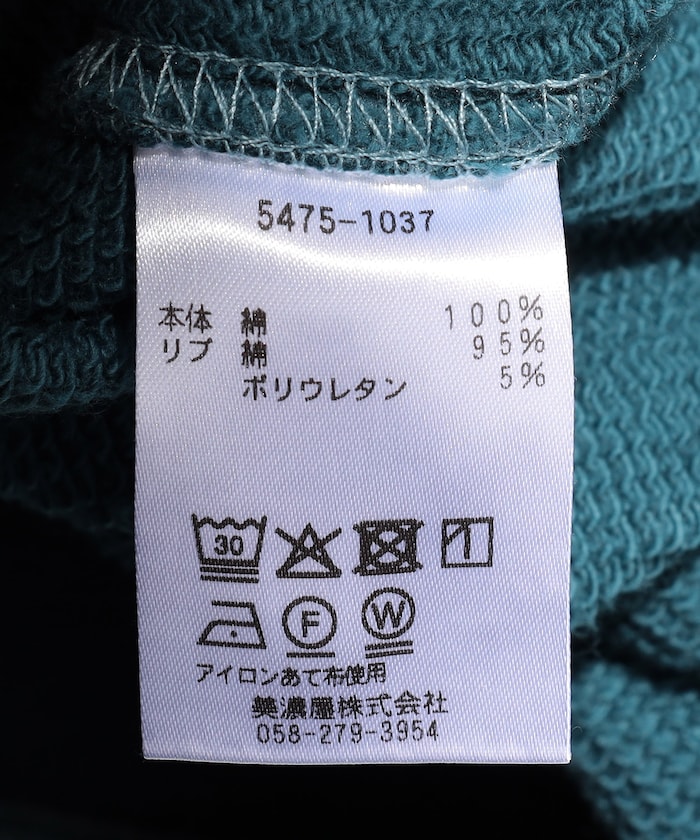 5475-1037
本体 綿 100%
リブ 綿 95%
ポリウレタン 5%
30
F W
アイロンあて布使用
美濃屋株式会社
058-279-3954